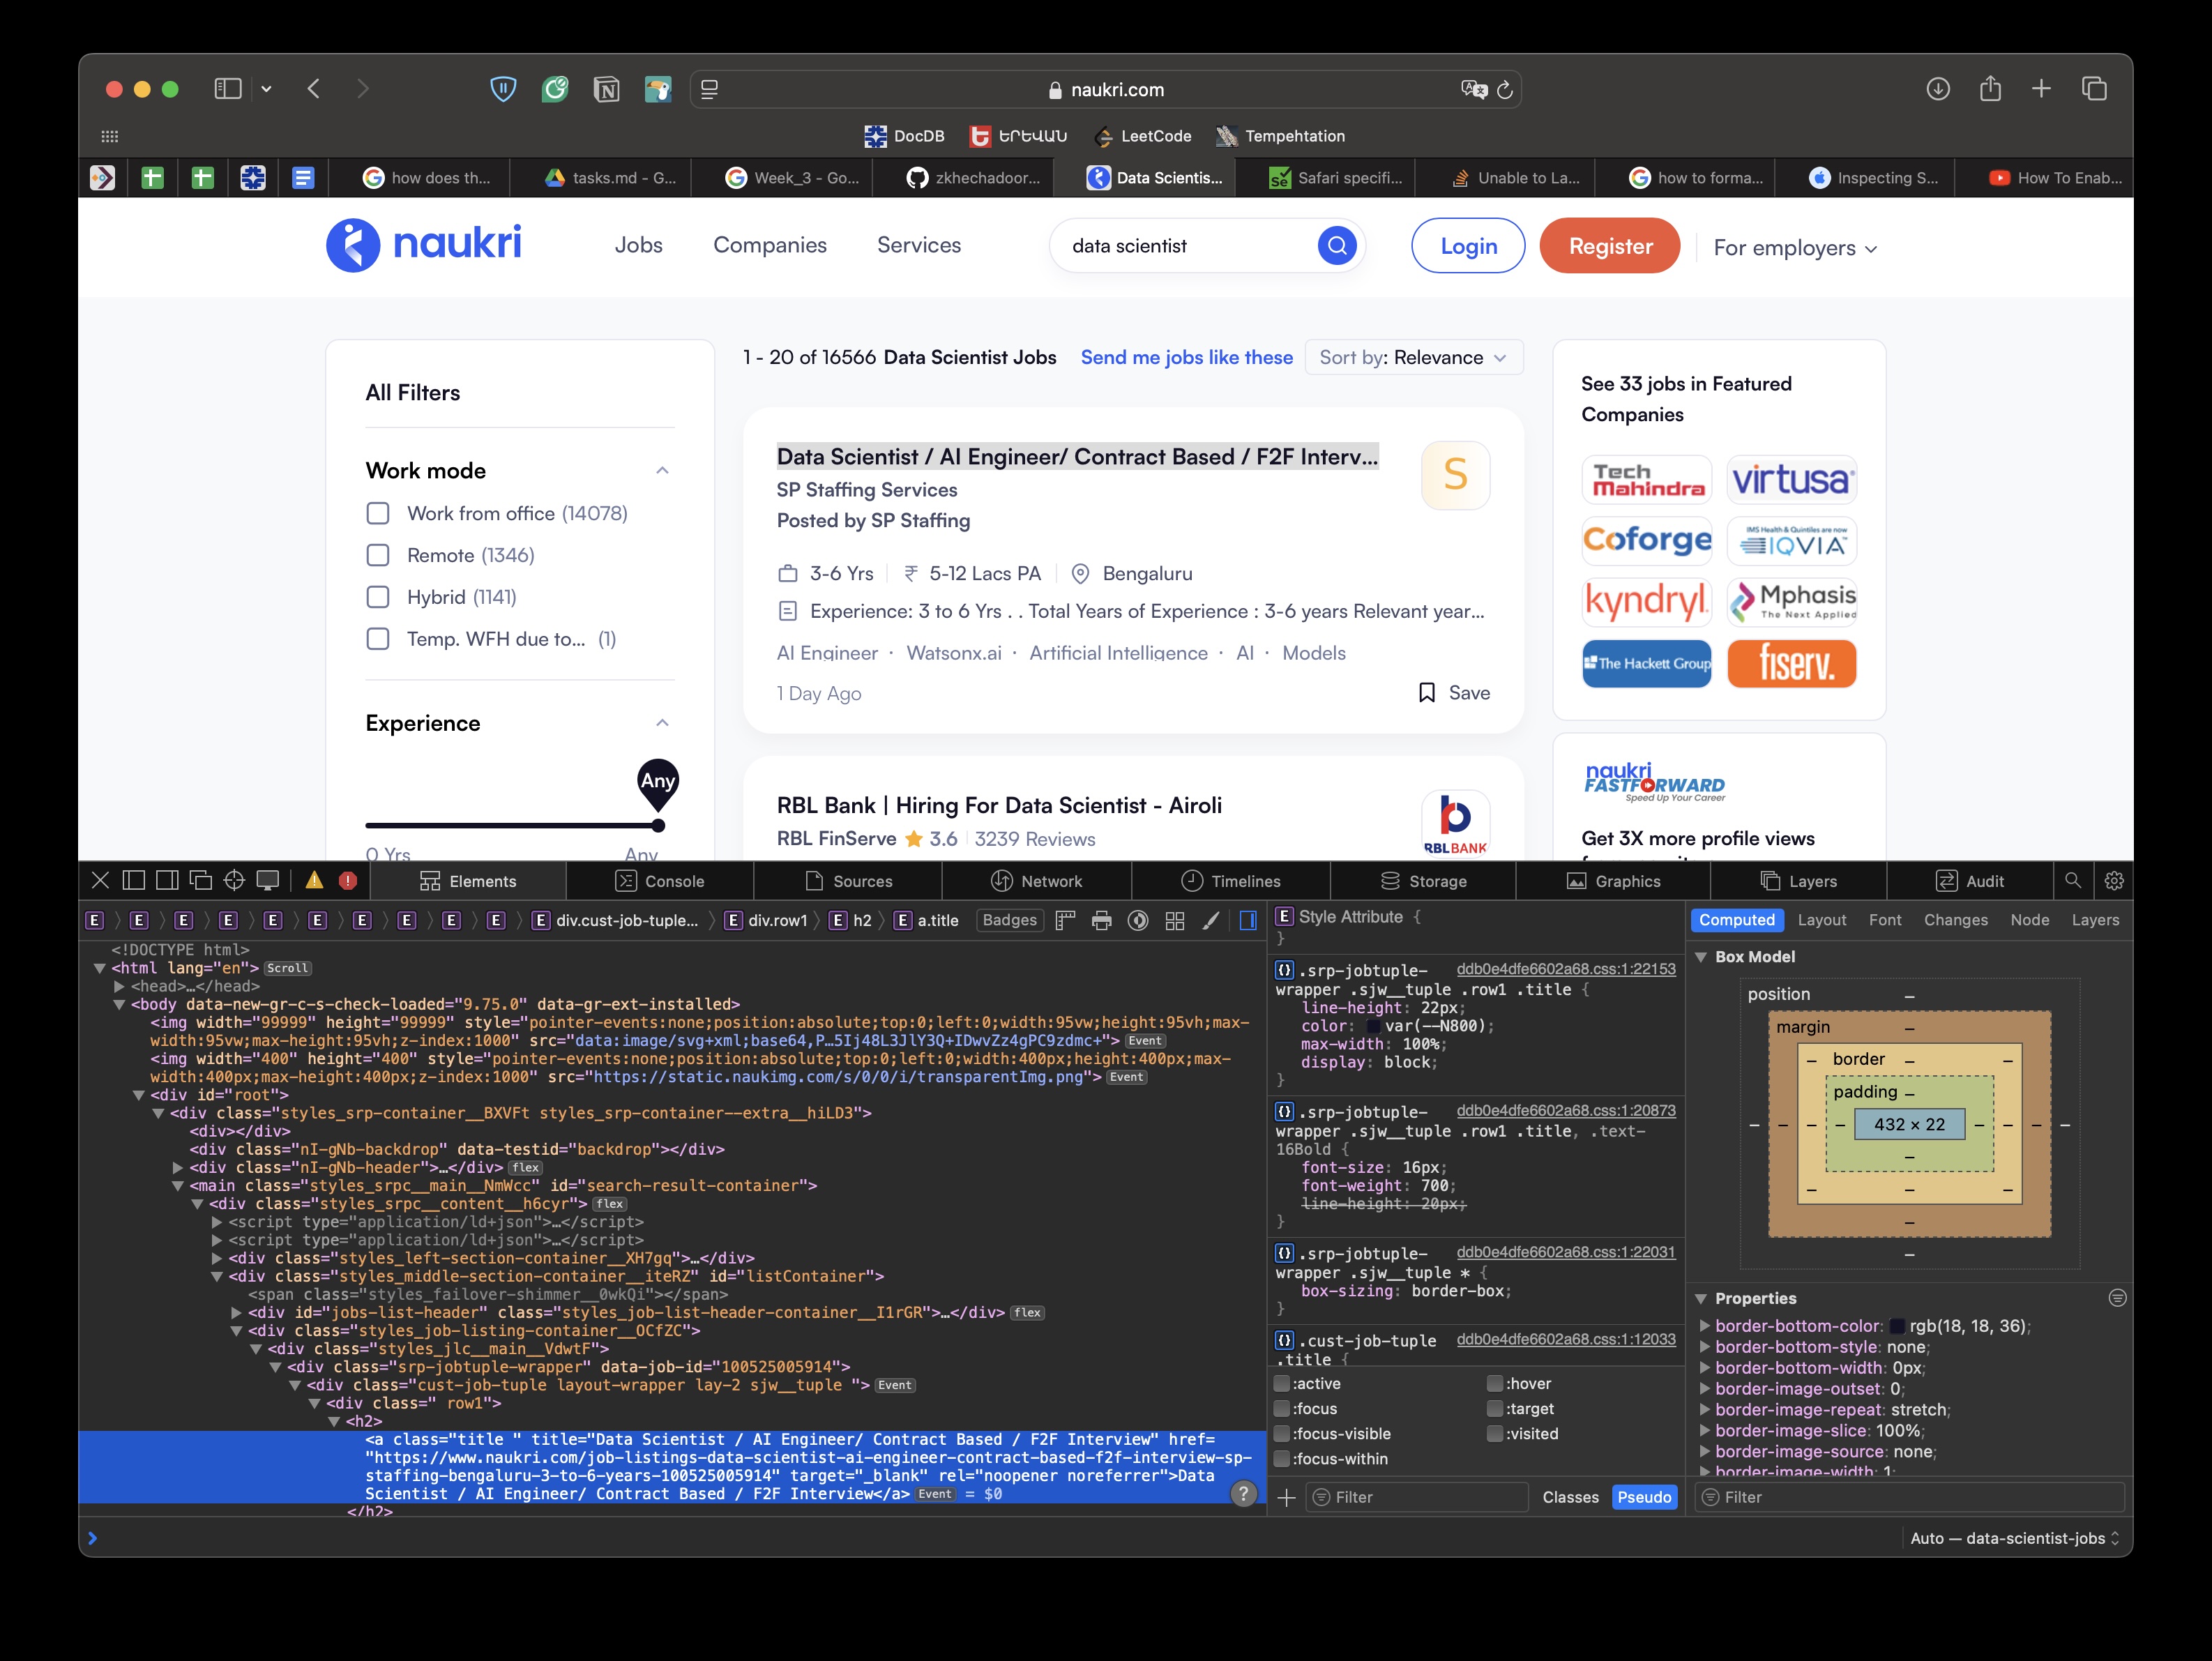 naukri.com
DocDB
ԵՐԵՎԱՆ
LeetCode
Tempehtation
how does th...
tasks.md - G...
Week_3 - Go...
zkhechadoor...
Data Scientis...
Safari specifi...
Unable to La...
how to forma...
Inspecting S...
How To Enab...
naukri
Jobs
Companies
Services
data scientist
Login
Register
For employers
All Filters
Work mode
Work from office (14078)
Remote (1346)
Hybrid (1141)
Temp. WFH due to... (1)
Experience
Any
0 Yrs
Any
1 - 20 of 16566 Data Scientist Jobs
Send me jobs like these
Sort by: Relevance
Data Scientist / AI Engineer/ Contract Based / F2F Interv...
S
SP Staffing Services
Posted by SP Staffing
3-6 Yrs
5-12 Lacs PA
Bengaluru
Experience: 3 to 6 Yrs . . Total Years of Experience : 3-6 years Relevant year...
AI Engineer · Watsonx.ai · Artificial Intelligence · AI · Models
1 Day Ago
Save
RBL Bank | Hiring For Data Scientist - Airoli
RBL FinServe 3.6 3239 Reviews
RBLBANK
See 33 jobs in Featured
Companies
Tech
Mahindra
virtusa
Coforge
IMS Health & Quintiles are now
IQVIA
kyndryl
Mphasis
The Next Applied
The Hackett Group
fiserv.
naukri
FASTFORWARD
Speed Up Your Career
Get 3X more profile views
Elements
Console
Sources
Network
Timelines
Storage
Graphics
Layers
Audit
E E E E E E E E E E E div.cust-job-tuple... E div.row1 E h2 E a.title
Badges
<!DOCTYPE html>
<html lang="en"> Scroll
<head>…</head>
<body data-new-gr-c-s-check-loaded="9.75.0" data-gr-ext-installed>
<img width="99999" height="99999" style="pointer-events:none;position:absolute;top:0;left:0;width:95vw;height:95vh;max-
width:95vw;max-height:95vh;z-index:1000" src="data:image/svg+xml;base64,P…5Ij48L3JlY3Q+IDwvZz4gPC9zdmc+"> Event
<img width="400" height="400" style="pointer-events:none;position:absolute;top:0;left:0;width:400px;height:400px;max-
width:400px;max-height:400px;z-index:1000" src="https://static.naukimg.com/s/0/0/i/transparentImg.png"> Event
<div id="root">
<div class="styles_srp-container__BXVFt styles_srp-container--extra__hiLD3">
<div></div>
<div class="nI-gNb-backdrop" data-testid="backdrop"></div>
<div class="nI-gNb-header">…</div> flex
<main class="styles_srpc__main__NmWcc" id="search-result-container">
<div class="styles_srpc__content__h6cyr"> flex
<script type="application/ld+json">…</script>
<script type="application/ld+json">…</script>
<div class="styles_left-section-container__XH7gq">…</div>
<div class="styles_middle-section-container__iteRZ" id="listContainer">
<span class="styles_failover-shimmer__0wkQi"></span>
<div id="jobs-list-header" class="styles_job-list-header-container__I1rGR">…</div> flex
<div class="styles_job-listing-container__OCfZC">
<div class="styles_jlc__main__VdwtF">
<div class="srp-jobtuple-wrapper" data-job-id="100525005914">
<div class="cust-job-tuple layout-wrapper lay-2 sjw__tuple "> Event
<div class=" row1">
<h2>
<a class="title " title="Data Scientist / AI Engineer/ Contract Based / F2F Interview" href=
"https://www.naukri.com/job-listings-data-scientist-ai-engineer-contract-based-f2f-interview-sp-
staffing-bengaluru-3-to-6-years-100525005914" target="_blank" rel="noopener noreferrer">Data
Scientist / AI Engineer/ Contract Based / F2F Interview</a> Event = $0
</h2>
E Style Attribute {
}
.srp-jobtuple- ddb0e4dfe6602a68.css:1:22153
wrapper .sjw__tuple .row1 .title {
line-height: 22px;
color: var(--N800);
max-width: 100%;
display: block;
}
.srp-jobtuple- ddb0e4dfe6602a68.css:1:20873
wrapper .sjw__tuple .row1 .title, .text-
16Bold {
font-size: 16px;
font-weight: 700;
line-height: 20px;
}
.srp-jobtuple- ddb0e4dfe6602a68.css:1:22031
wrapper .sjw__tuple * {
box-sizing: border-box;
}
.cust-job-tuple ddb0e4dfe6602a68.css:1:12033
.title {
:active
:hover
:focus
:target
:focus-visible
:visited
:focus-within
Filter
Classes
Pseudo
Computed
Layout
Font
Changes
Node
Layers
Box Model
position
margin
border
padding
432 × 22
Properties
border-bottom-color: rgb(18, 18, 36);
border-bottom-style: none;
border-bottom-width: 0px;
border-image-outset: 0;
border-image-repeat: stretch;
border-image-slice: 100%;
border-image-source: none;
border-image-width: 1;
Filter
Auto — data-scientist-jobs